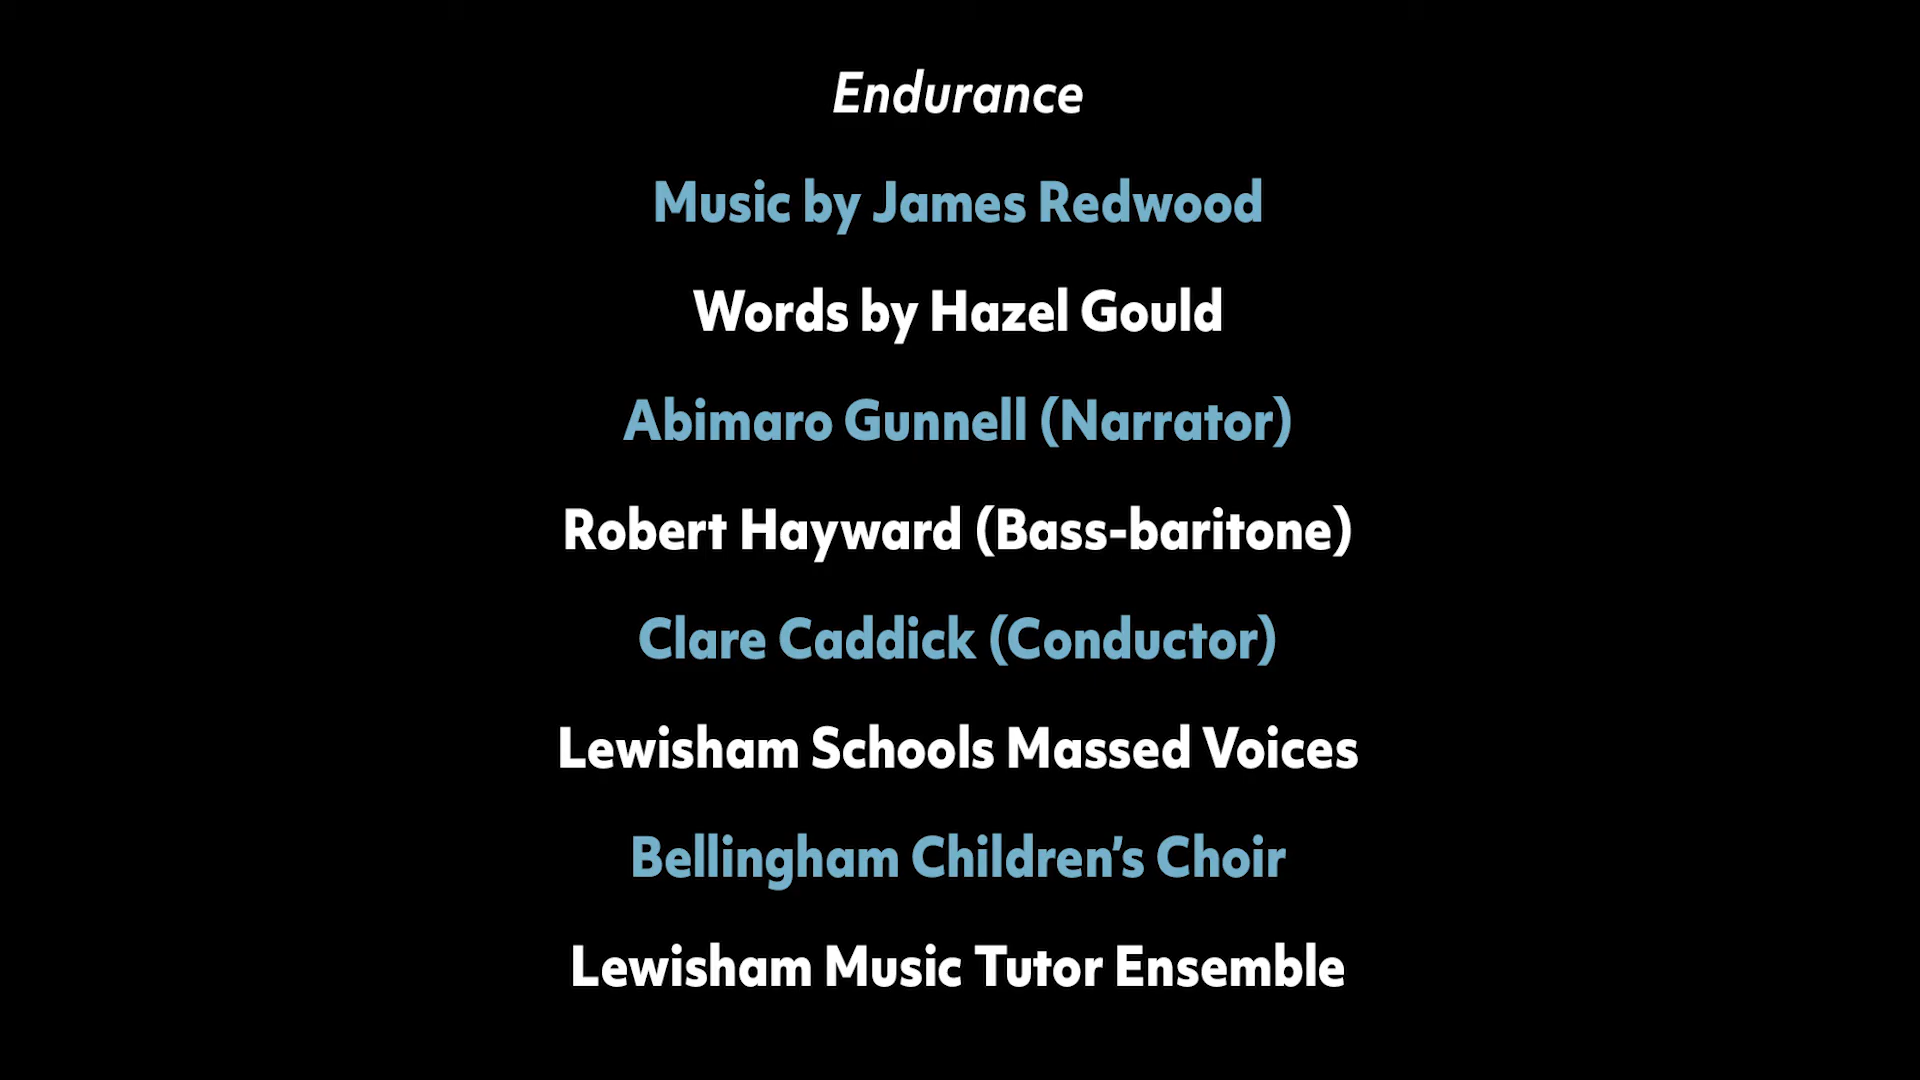 Endurance
Music by James Redwood
Words by Hazel Gould
Abimaro Gunnell (Narrator)
Robert Hayward (Bass-baritone)
Clare Caddick (Conductor)
Lewisham Schools Massed Voices
Bellingham Children’s Choir
Lewisham Music Tutor Ensemble